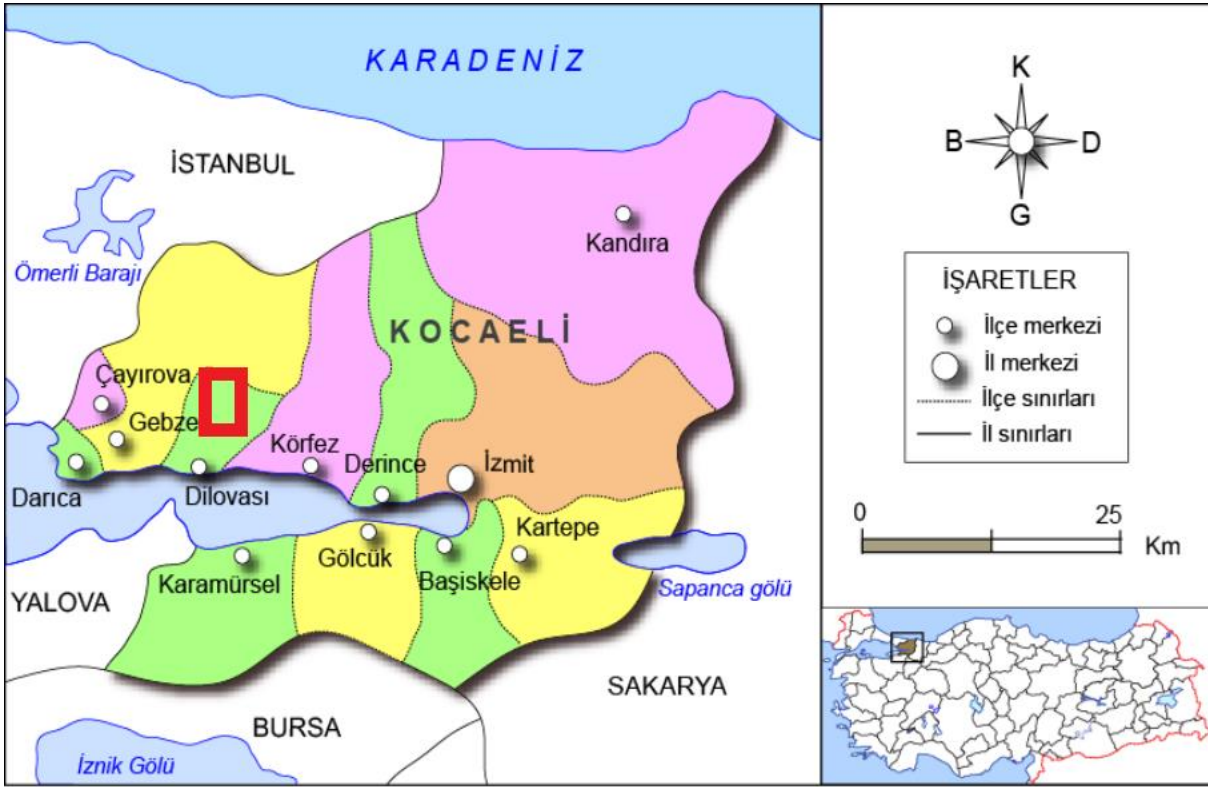 KARADENİZ
İSTANBUL
Ömerli Barajı
Kandıra
KOCAELİ
Çayırova
Gebze
Körfez
Derince
İzmit
Darıca
Dilovası
Kartepe
Gölcük
Karamürsel
Başiskele
Sapanca gölü
YALOVA
SAKARYA
BURSA
İznik Gölü
K
B D
G
İŞARETLER
İlçe merkezi
İl merkezi
İlçe sınırları
İl sınırları
0 25
Km